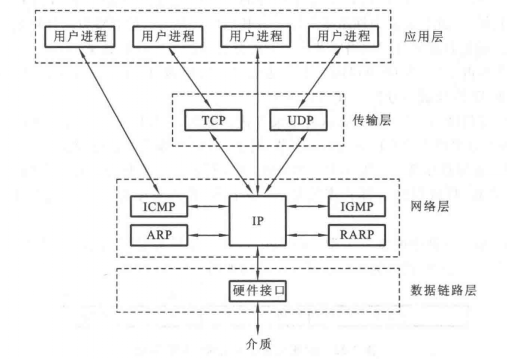 用户进程 用户进程 用户进程 用户进程 应用层
TCP UDP 传输层
ICMP IP IGMP 网络层
ARP RARP
硬件接口 数据链路层
介质